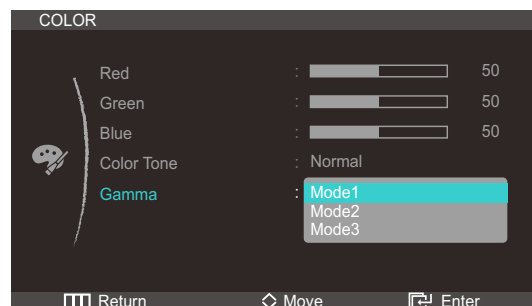 COLOR
Red : 50
Green : 50
Blue : 50
Color Tone : Normal
Gamma : Mode1
Mode2
Mode3
Return Move Enter